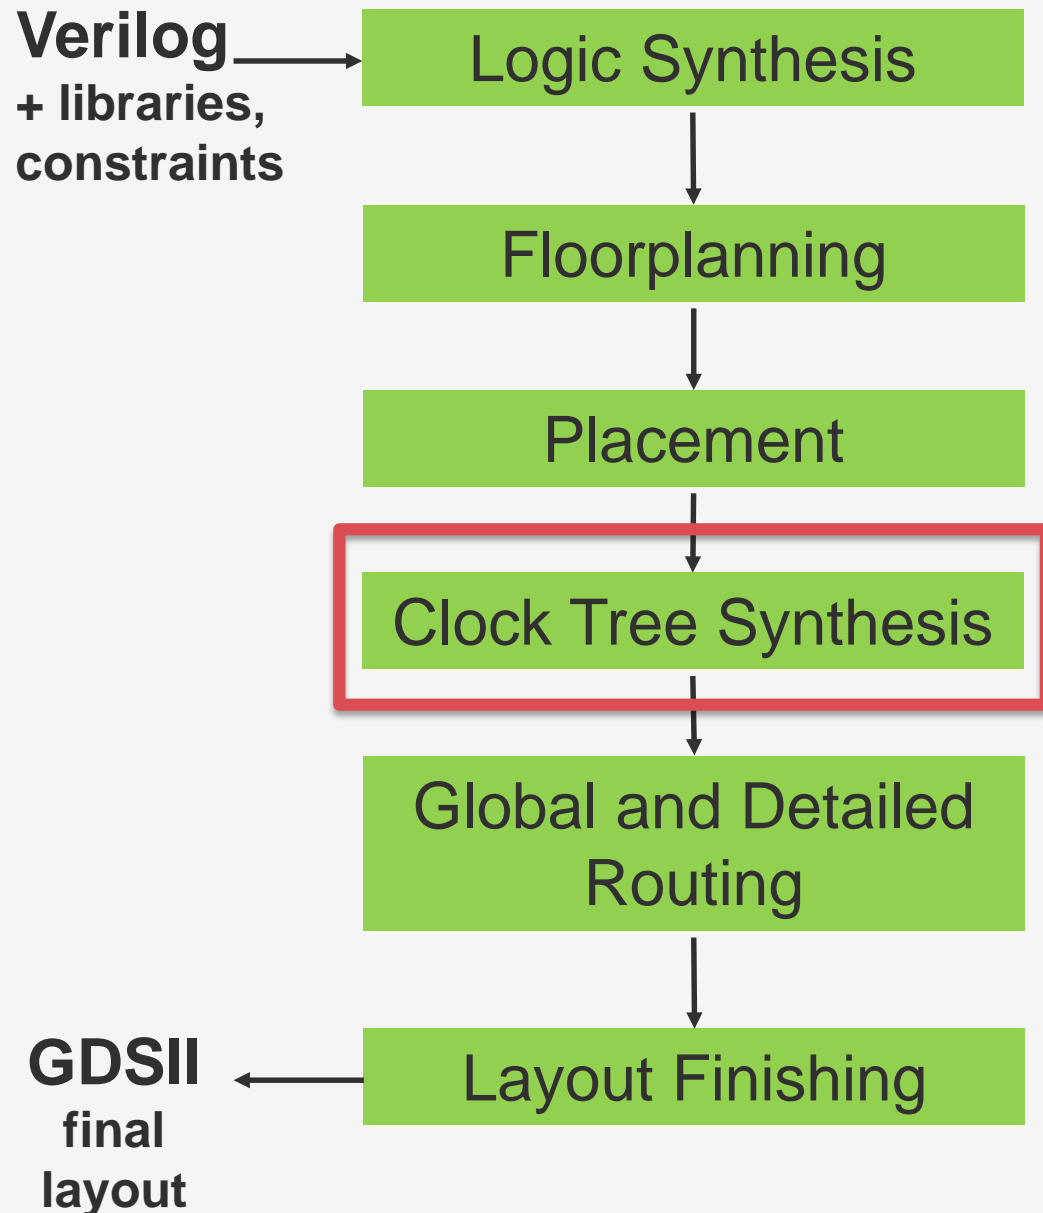 Verilog
+ libraries,
constraints
Logic Synthesis
Floorplanning
Placement
Clock Tree Synthesis
Global and Detailed
Routing
Layout Finishing
GDSII
final
layout